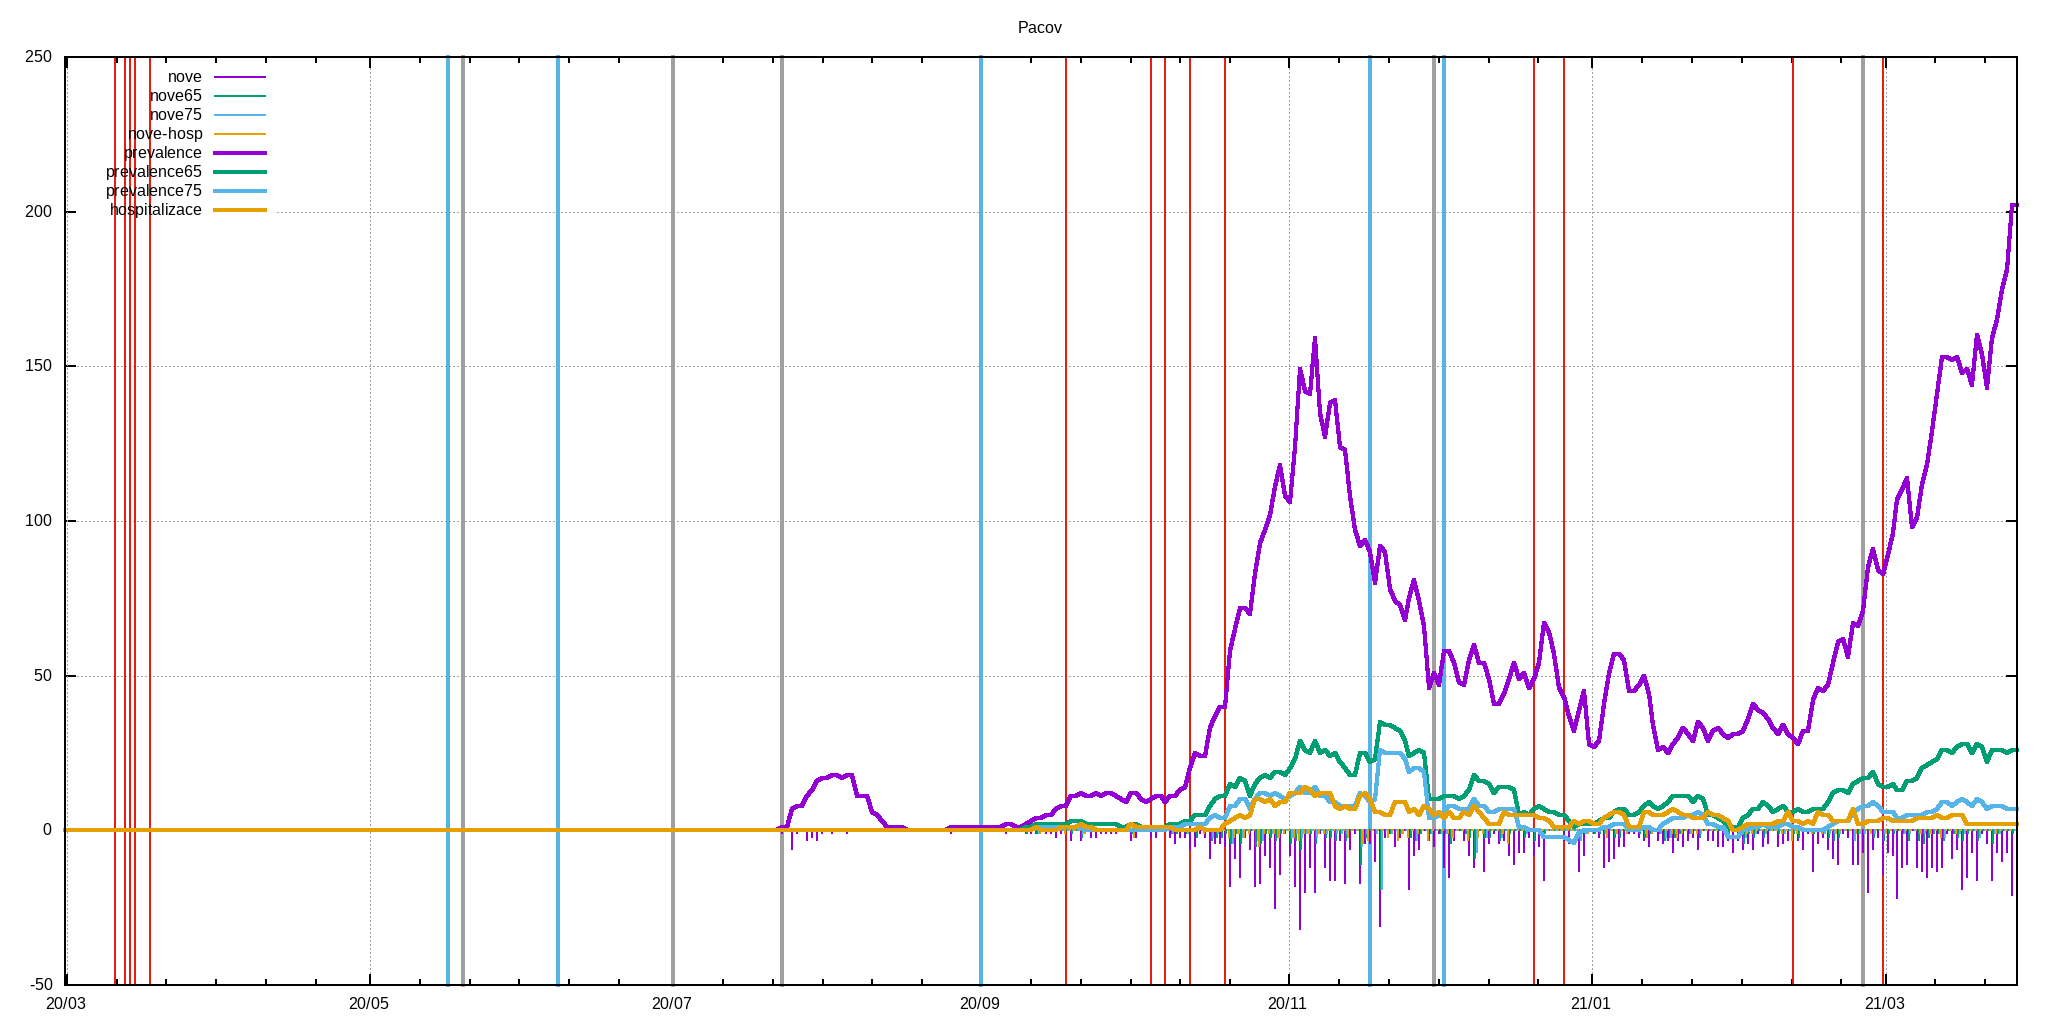 Pacov
250
200
150
100
50
0
-50
nove
nove65
nove75
nove-hosp
prevalence
prevalence65
prevalence75
hospitalizace
20/03
20/05
20/07
20/09
20/11
21/01
21/03